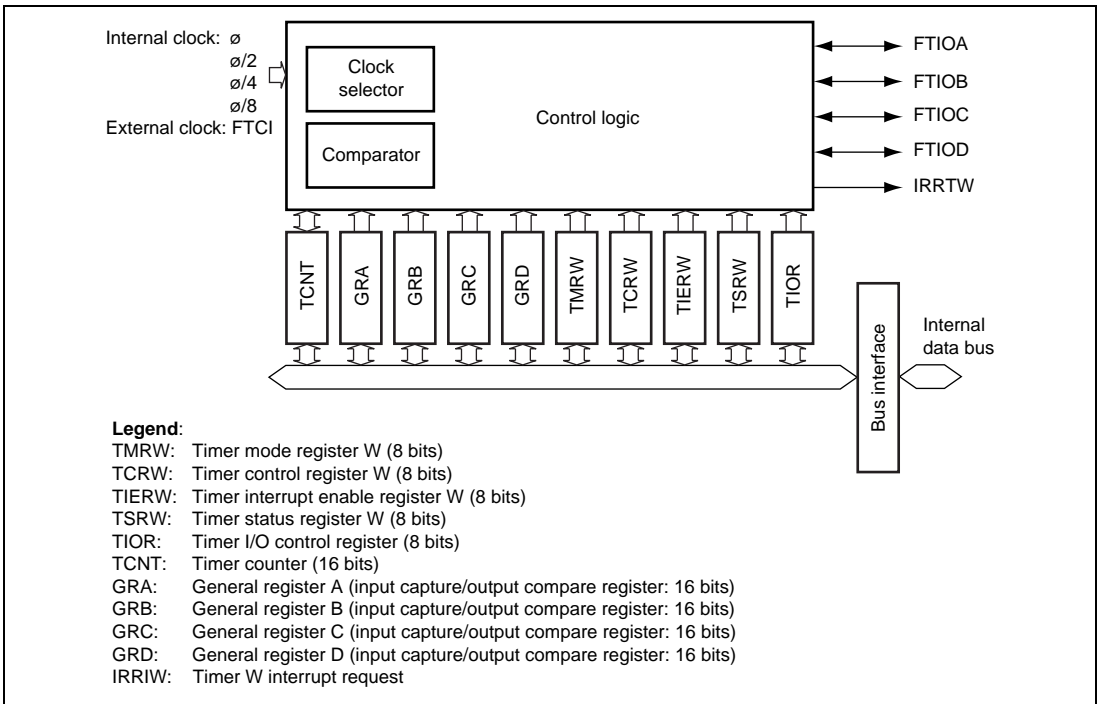 Internal clock: ø
ø/2
ø/4
ø/8
External clock: FTCI
Clock
selector
Comparator
Control logic
FTIOA
FTIOB
FTIOC
FTIOD
IRRTW
TCNT
GRA
GRB
GRC
GRD
TMRW
TCRW
TIERW
TSRW
TIOR
Bus interface
Internal
data bus
Legend:
TMRW: Timer mode register W (8 bits)
TCRW: Timer control register W (8 bits)
TIERW: Timer interrupt enable register W (8 bits)
TSRW: Timer status register W (8 bits)
TIOR: Timer I/O control register (8 bits)
TCNT: Timer counter (16 bits)
GRA: General register A (input capture/output compare register: 16 bits)
GRB: General register B (input capture/output compare register: 16 bits)
GRC: General register C (input capture/output compare register: 16 bits)
GRD: General register D (input capture/output compare register: 16 bits)
IRRIW: Timer W interrupt request